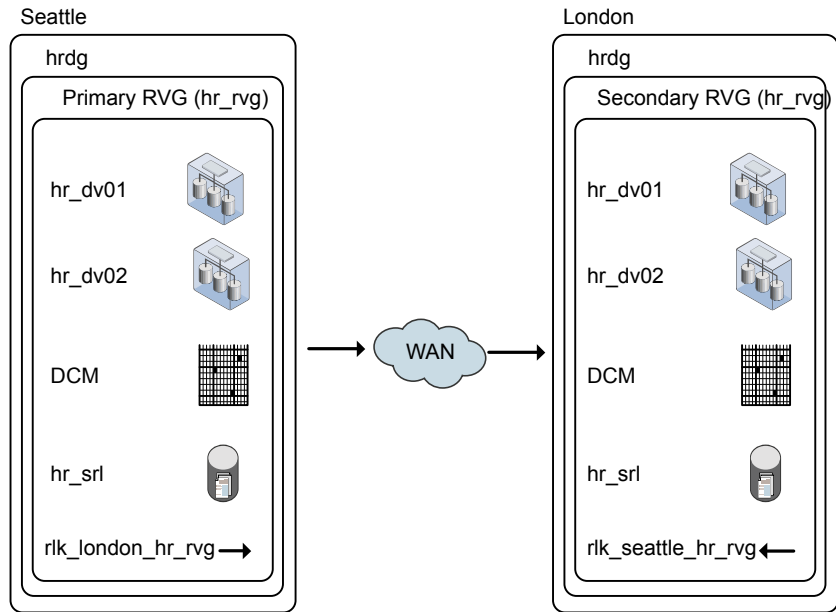 Seattle
hrdg
Primary RVG (hr_rvg)
hr_dv01
hr_dv02
DCM
hr_srl
rlk_london_hr_rvg
WAN
London
hrdg
Secondary RVG (hr_rvg)
hr_dv01
hr_dv02
DCM
hr_srl
rlk_seattle_hr_rvg